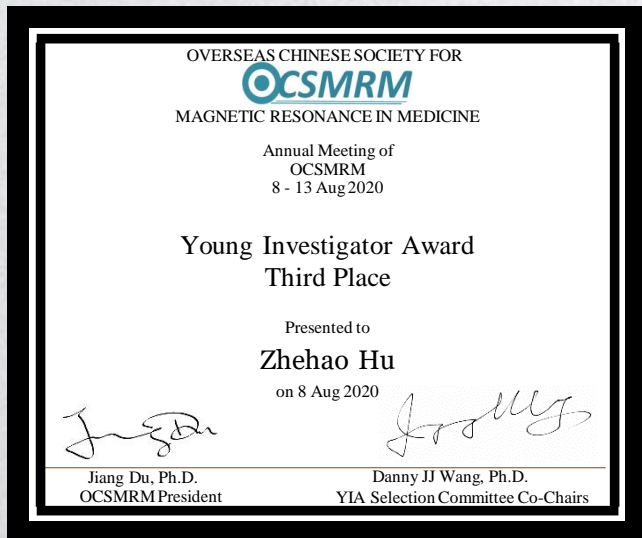 OVERSEAS CHINESE SOCIETY FOR
OCSMRM
MAGNETIC RESONANCE IN MEDICINE
Annual Meeting of
OCSMRM
8 - 13 Aug 2020
Young Investigator Award
Third Place
Presented to
Zhehao Hu
on 8 Aug 2020
Jiang Du, Ph.D.
OCSMRM President
Danny JJ Wang, Ph.D.
YIA Selection Committee Co-Chairs